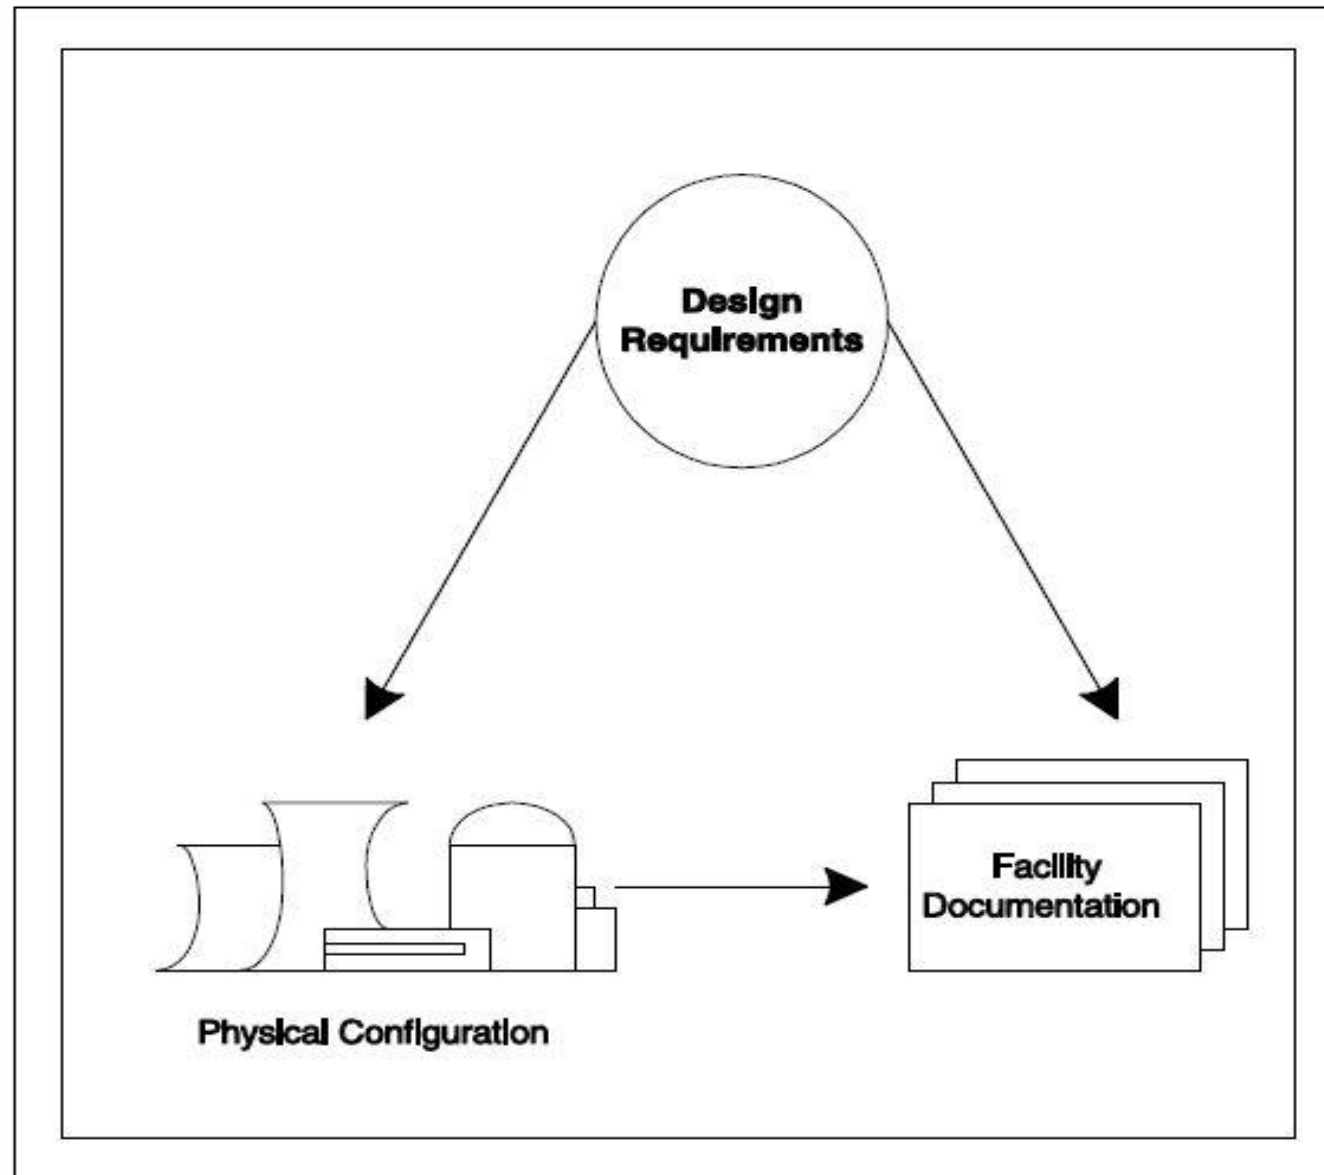 Design
Requirements
Facility
Documentation
Physical Configuration